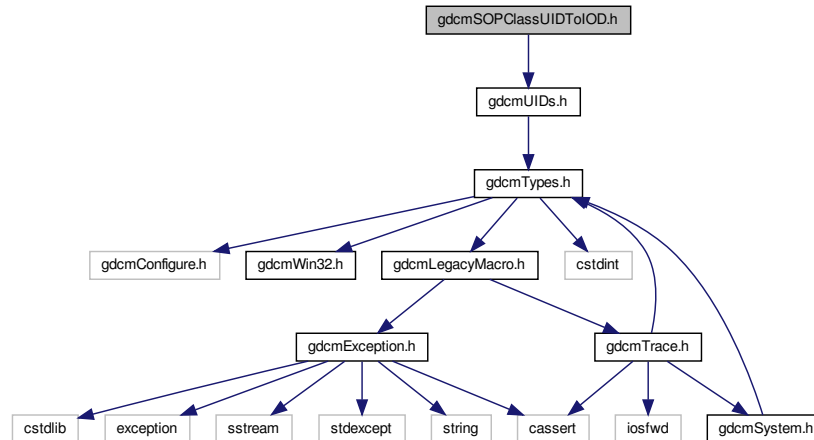 gdcmSOPClassUIDToIOD.h
gdcmUIDs.h
gdcmTypes.h
gdcmConfigure.h
gdcmWin32.h
gdcmLegacyMacro.h
cstdint
gdcmException.h
gdcmTrace.h
cstdlib
exception
sstream
stdexcept
string
cassert
iosfwd
gdcmSystem.h